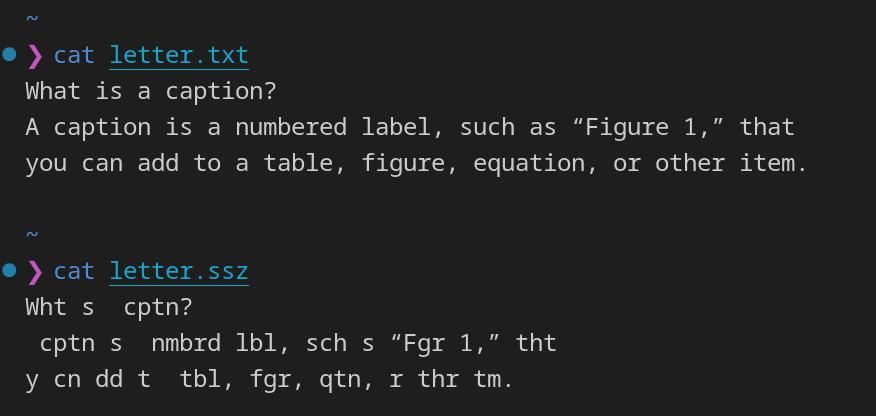 ~
❯ cat letter.txt
What is a caption?
A caption is a numbered label, such as “Figure 1,” that
you can add to a table, figure, equation, or other item.
~
❯ cat letter.ssz
Wht s  cptn?
 cptn s  nmbrd lbl, sch s “Fgr 1,” tht
y cn dd t  tbl, fgr, qtn, r thr tm.